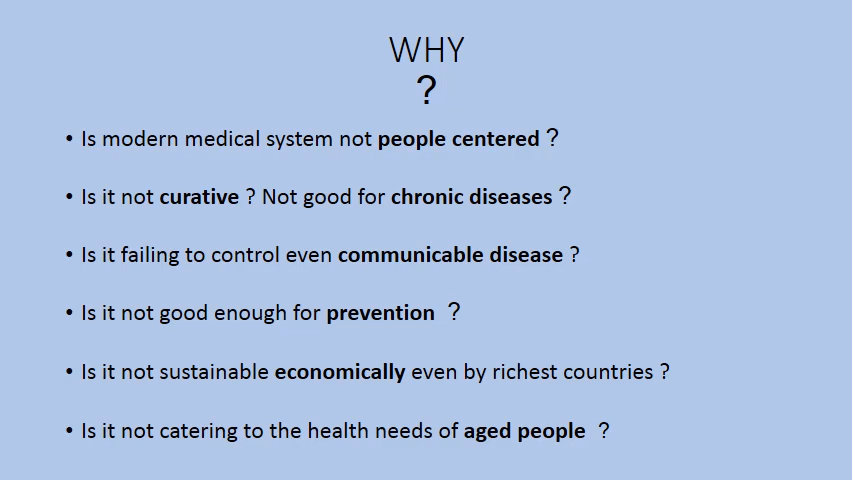 WHY
?
• Is modern medical system not people centered ?
• Is it not curative ? Not good for chronic diseases ?
• Is it failing to control even communicable disease ?
• Is it not good enough for prevention ?
• Is it not sustainable economically even by richest countries ?
• Is it not catering to the health needs of aged people ?